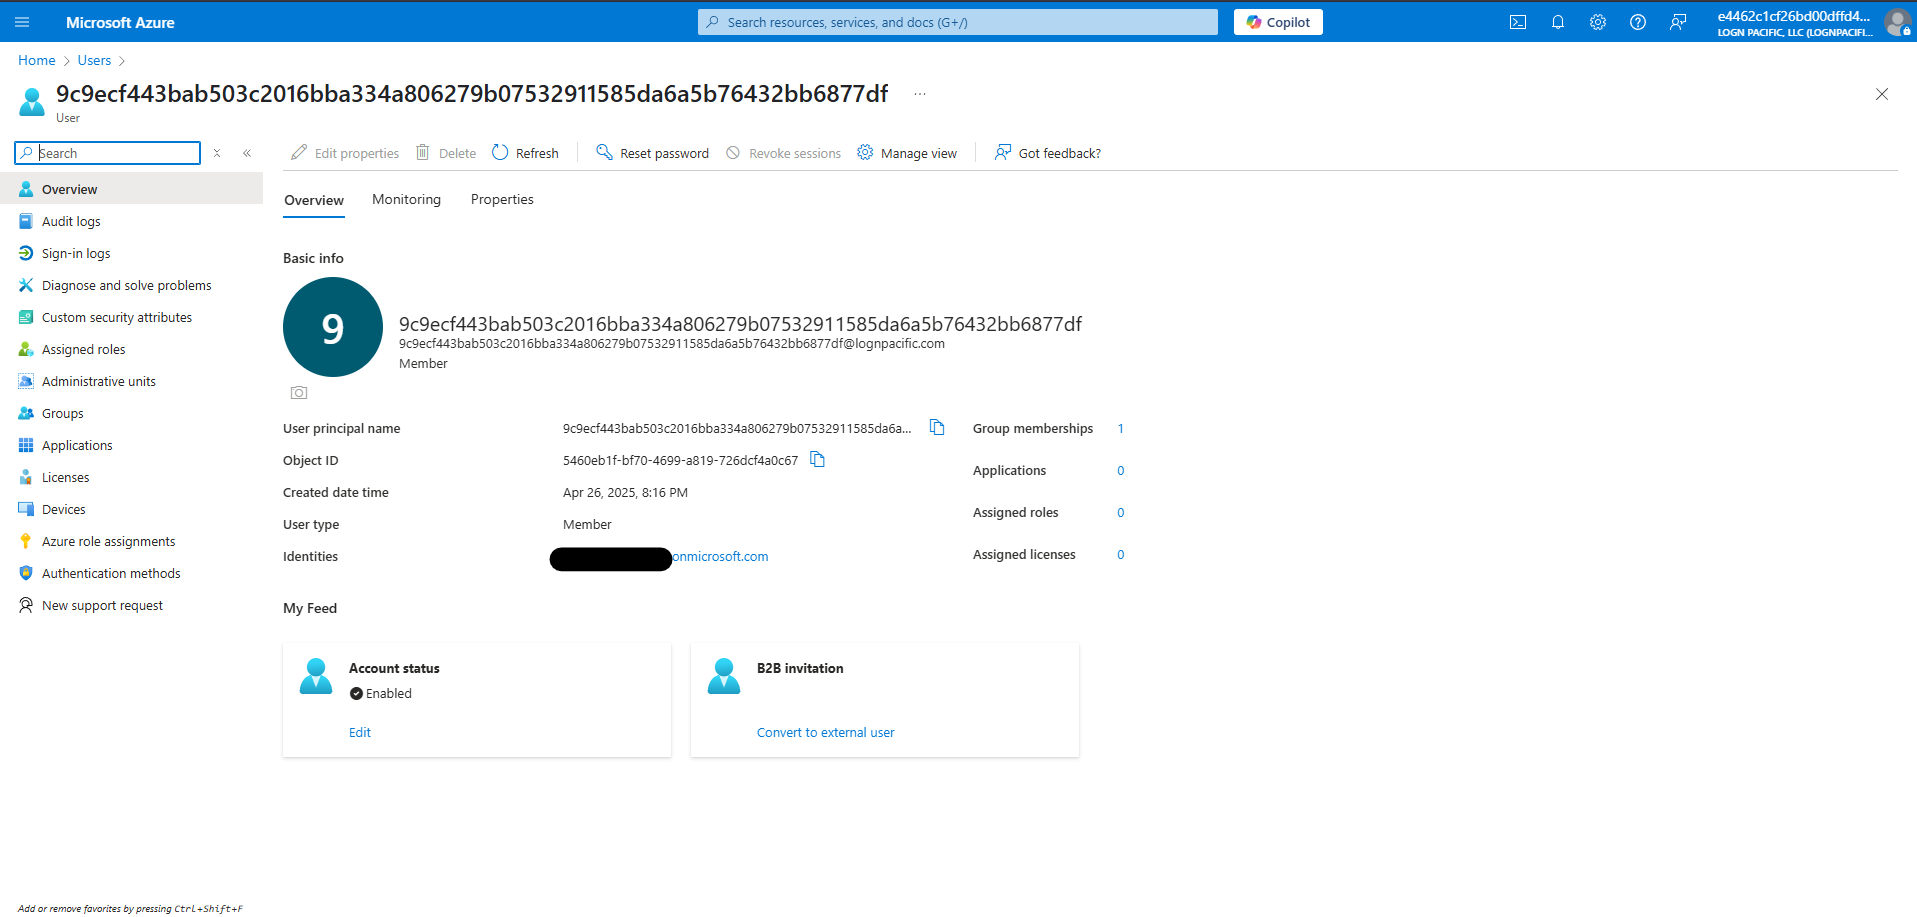 Microsoft Azure
Search resources, services, and docs (G+/)
Copilot
e4462c1cf26bd00dffd4...
LOGN PACIFIC, LLC (LOGNPACIFI...
Home > Users >
9c9ecf443bab503c2016bba334a806279b07532911585da6a5b76432bb6877df ...
User
Search
Edit properties
Delete
Refresh
Reset password
Revoke sessions
Manage view
Got feedback?
Overview
Audit logs
Sign-in logs
Diagnose and solve problems
Custom security attributes
Assigned roles
Administrative units
Groups
Applications
Licenses
Devices
Azure role assignments
Authentication methods
New support request
Overview
Monitoring
Properties
Basic info
9
9c9ecf443bab503c2016bba334a806279b07532911585da6a5b76432bb6877df
9c9ecf443bab503c2016bba334a806279b07532911585da6a5b76432bb6877df@lognpacific.com
Member
User principal name 9c9ecf443bab503c2016bba334a806279b07532911585da6a...
Object ID 5460eb1f-bf70-4699-a819-726dcf4a0c67
Created date time Apr 26, 2025, 8:16 PM
User type Member
Identities onmicrosoft.com
Group memberships 1
Applications 0
Assigned roles 0
Assigned licenses 0
My Feed
Account status
Enabled
Edit
B2B invitation
Convert to external user
Add or remove favorites by pressing Ctrl+Shift+F